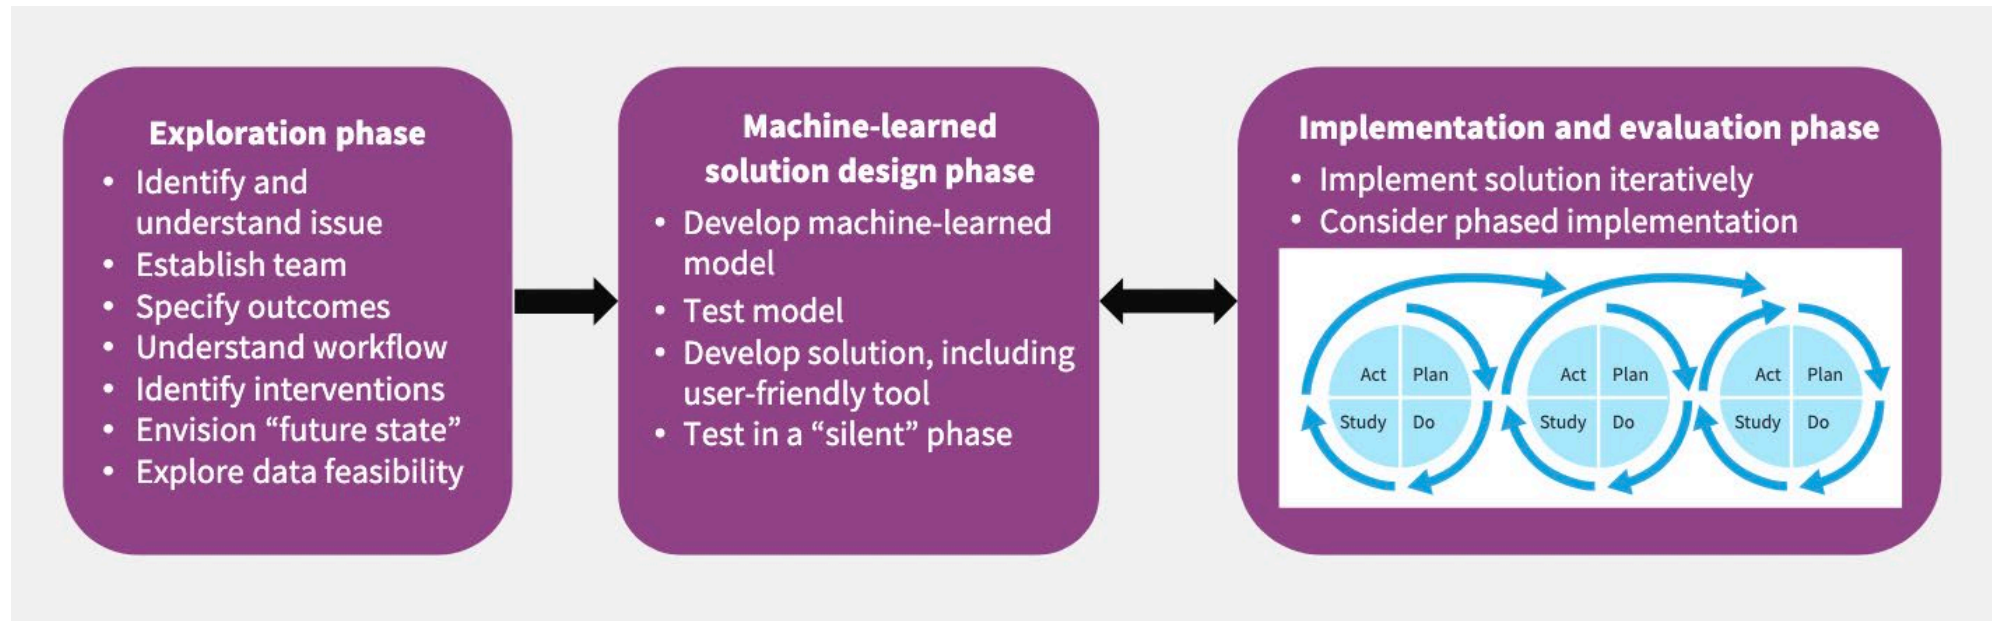 Exploration phase
• Identify and
understand issue
• Establish team
• Specify outcomes
• Understand workflow
• Identify interventions
• Envision “future state”
• Explore data feasibility
Machine-learned
solution design phase
• Develop machine-learned
model
• Test model
• Develop solution, including
user-friendly tool
• Test in a “silent” phase
Implementation and evaluation phase
• Implement solution iteratively
• Consider phased implementation
Act Plan
Study Do
Act Plan
Study Do
Act Plan
Study Do